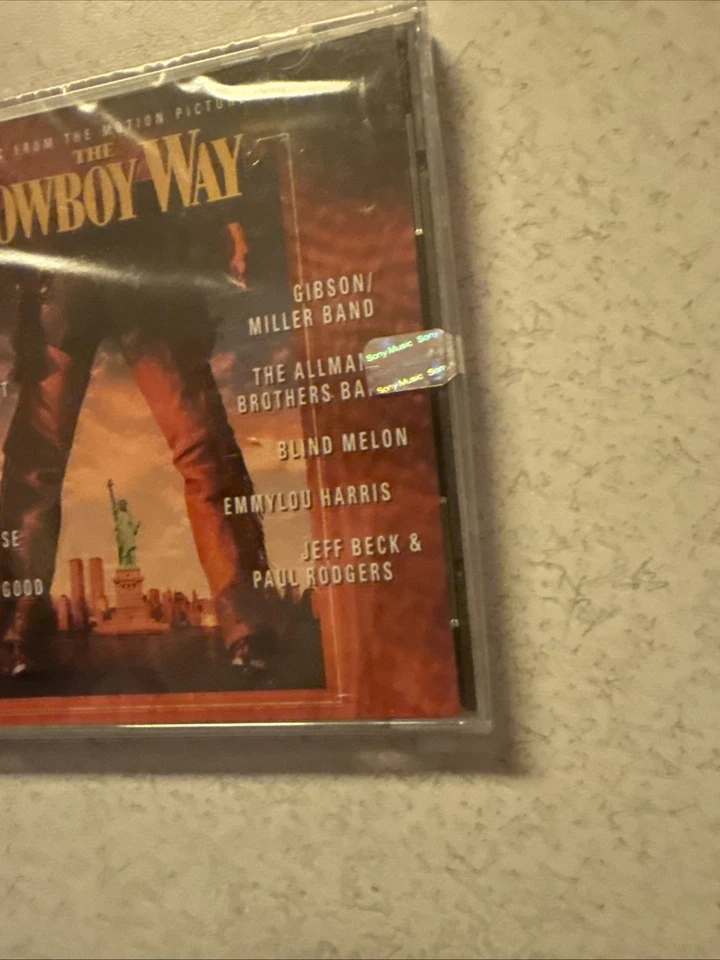 FROM THE MOTION PICTURE
THE
OWBOY WAY
GIBSON/
MILLER BAND
T
THE ALLMAN
BROTHERS BA
Sony Music Sony
Sony Music Son
BLIND MELON
EMMYLOU HARRIS
SE
JEFF BECK &
GOOD
PAUL RODGERS